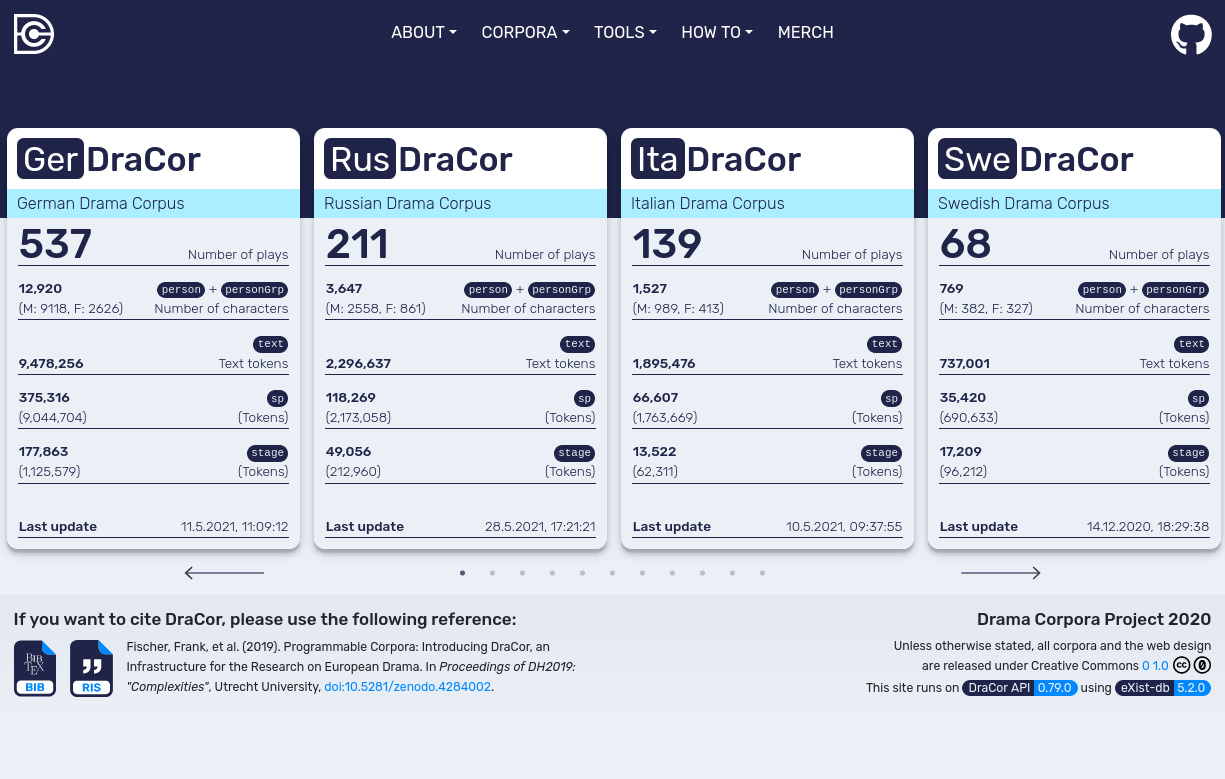 ABOUT CORPORA TOOLS HOW TO MERCH
GerDraCor
German Drama Corpus
537 Number of plays
12,920 person + personGrp
(M: 9118, F: 2626) Number of characters
text
9,478,256 Text tokens
375,316 sp
(9,044,704) (Tokens)
177,863 stage
(1,125,579) (Tokens)
Last update 11.5.2021, 11:09:12
RusDraCor
Russian Drama Corpus
211 Number of plays
3,647 person + personGrp
(M: 2558, F: 861) Number of characters
text
2,296,637 Text tokens
118,269 sp
(2,173,058) (Tokens)
49,056 stage
(212,960) (Tokens)
Last update 28.5.2021, 17:21:21
ItaDraCor
Italian Drama Corpus
139 Number of plays
1,527 person + personGrp
(M: 989, F: 413) Number of characters
text
1,895,476 Text tokens
66,607 sp
(1,763,669) (Tokens)
13,522 stage
(62,311) (Tokens)
Last update 10.5.2021, 09:37:55
SweDraCor
Swedish Drama Corpus
68 Number of plays
769 person + personGrp
(M: 382, F: 327) Number of characters
text
737,001 Text tokens
35,420 sp
(690,633) (Tokens)
17,209 stage
(96,212) (Tokens)
Last update 14.12.2020, 18:29:38
If you want to cite DraCor, please use the following reference:
BIBTEX
BIB
RIS
Fischer, Frank, et al. (2019). Programmable Corpora: Introducing DraCor, an
Infrastructure for the Research on European Drama. In Proceedings of DH2019:
"Complexities", Utrecht University, doi:10.5281/zenodo.4284002.
Drama Corpora Project 2020
Unless otherwise stated, all corpora and the web design
are released under Creative Commons 0 1.0 cc 0
This site runs on DraCor API 0.79.0 using eXist-db 5.2.0